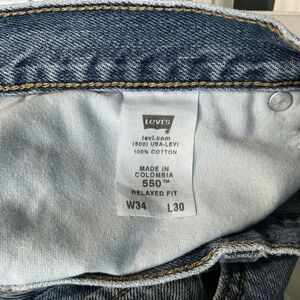 Levi's
levi.com
(800) USA-LEVI
100% COTTON
MADE IN
COLOMBIA
550™
RELAXED FIT
W34 L30